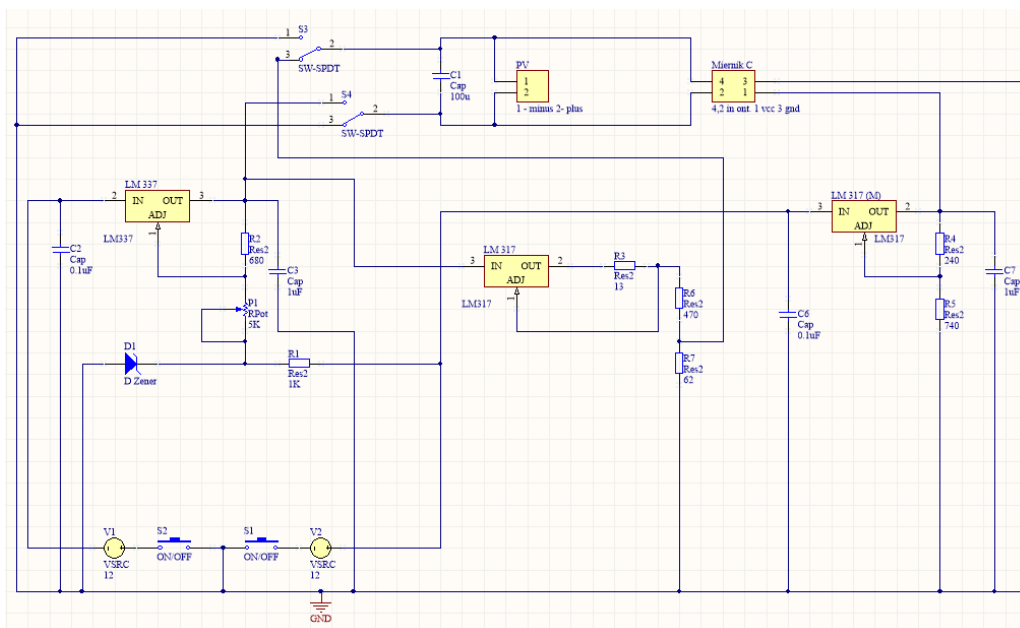 S3
1
2
3
SW-SPDT
S4
1
2
3
SW-SPDT
C1
Cap
100u
PV
1
2
1 - minus 2- plus
Miernik C
4 3
2 1
4,2 in ont. 1 vcc 3 gnd
LM 337
2 IN OUT 3
ADJ
1
LM337
C2
Cap
0.1uF
R2
Res2
680
C3
Cap
1uF
P1
RPot
5K
D1
D Zener
R1
Res2
1K
LM 317
3 IN OUT 2
ADJ
1
LM317
R3
Res2
13
R6
Res2
470
R7
Res2
62
LM 317 (M)
3 IN OUT 2
ADJ
1
LM317
R4
Res2
240
R5
Res2
740
C7
Cap
1uF
C6
Cap
0.1uF
V1
VSRC
12
S2
ON/OFF
S1
ON/OFF
V2
VSRC
12
GND